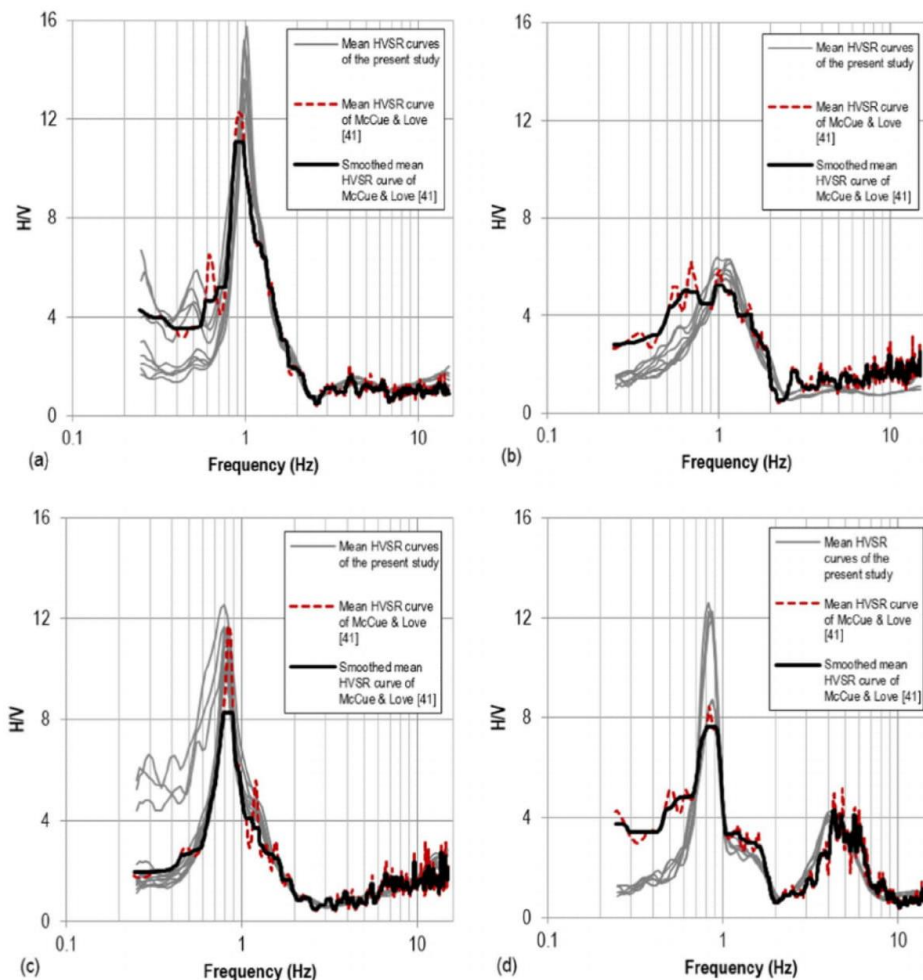 16
12
8
4
0
H/V
0.1
1
10
Frequency (Hz)
(a)
Mean HVSR curves
of the present study
Mean HVSR curve
of McCue & Love
[41]
Smoothed mean
HVSR curve of
McCue & Love [41]
16
12
8
4
0
H/V
0.1
1
10
Frequency (Hz)
(b)
Mean HVSR curves
of the present study
Mean HVSR curve
of McCue & Love
[41]
Smoothed mean
HVSR curve of
McCue & Love [41]
16
12
8
4
0
H/V
0.1
1
10
Frequency (Hz)
(c)
Mean HVSR curves
of the present study
Mean HVSR curve
of McCue & Love
[41]
Smoothed mean
HVSR curve of
McCue & Love [41]
16
12
8
4
0
H/V
0.1
1
10
Frequency (Hz)
(d)
Mean HVSR
curves of the
present study
Mean HVSR curve
of McCue & Love
[41]
Smoothed mean
HVSR curve of
McCue & Love [41]